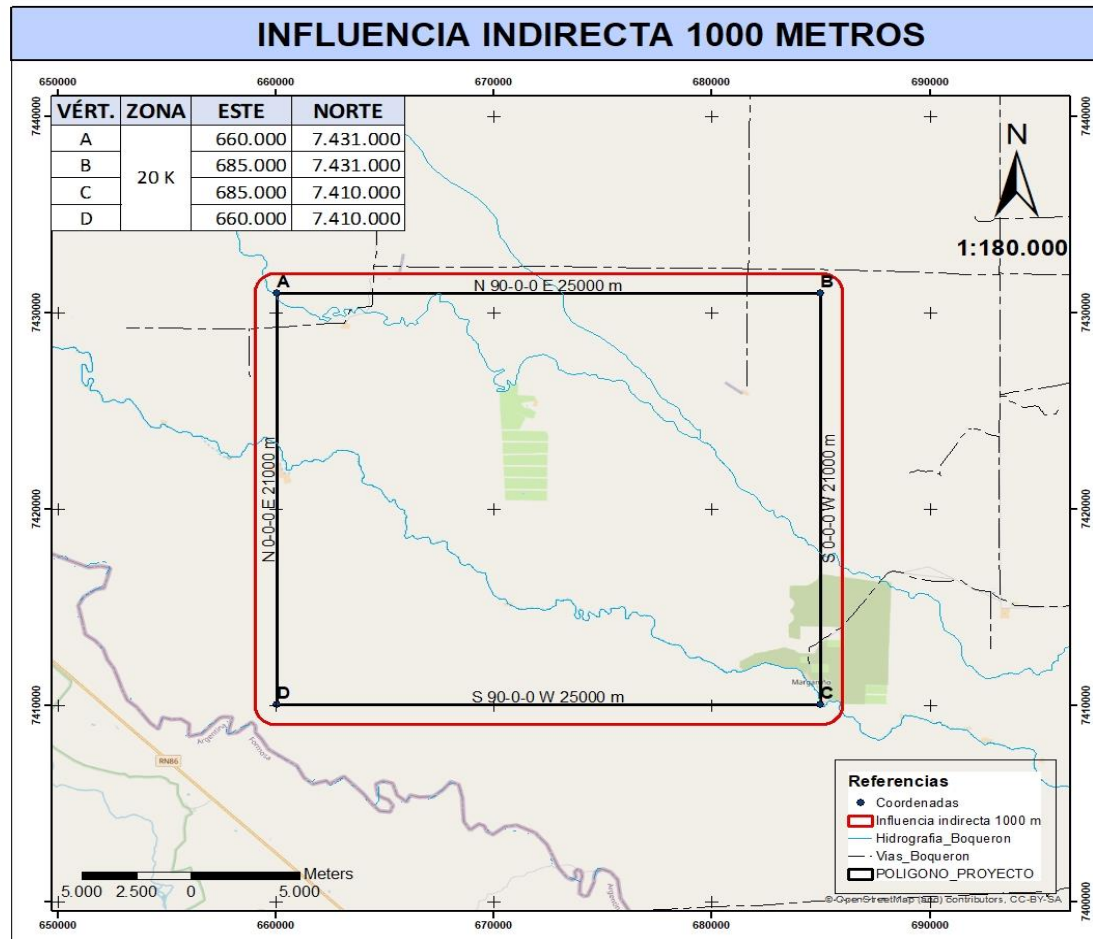 INFLUENCIA INDIRECTA 1000 METROS
650000 660000 670000 680000 690000
VÉRT. ZONA ESTE NORTE
A 660.000 7.431.000
B 685.000 7.431.000
20 K
C 685.000 7.410.000
D 660.000 7.410.000
7440000 7440000
N
1:180.000
A B
N 90-0-0 E 25000 m
7430000 7430000
N 0-0-0 E 21000 m
S 0-0-0 W 21000 m
7420000 7420000
D C
S 90-0-0 W 25000 m
7410000 7410000
Argentina
Formosa
RN86
Referencias
Coordenadas
Influencia indirecta 1000 m
Hidrografia_Boqueron
Vias_Boqueron
POLIGONO_PROYECTO
Meters
5.000 2.500 0 5.000
© OpenStreetMap (and) contributors, CC-BY-SA
7400000 7400000
650000 660000 670000 680000 690000